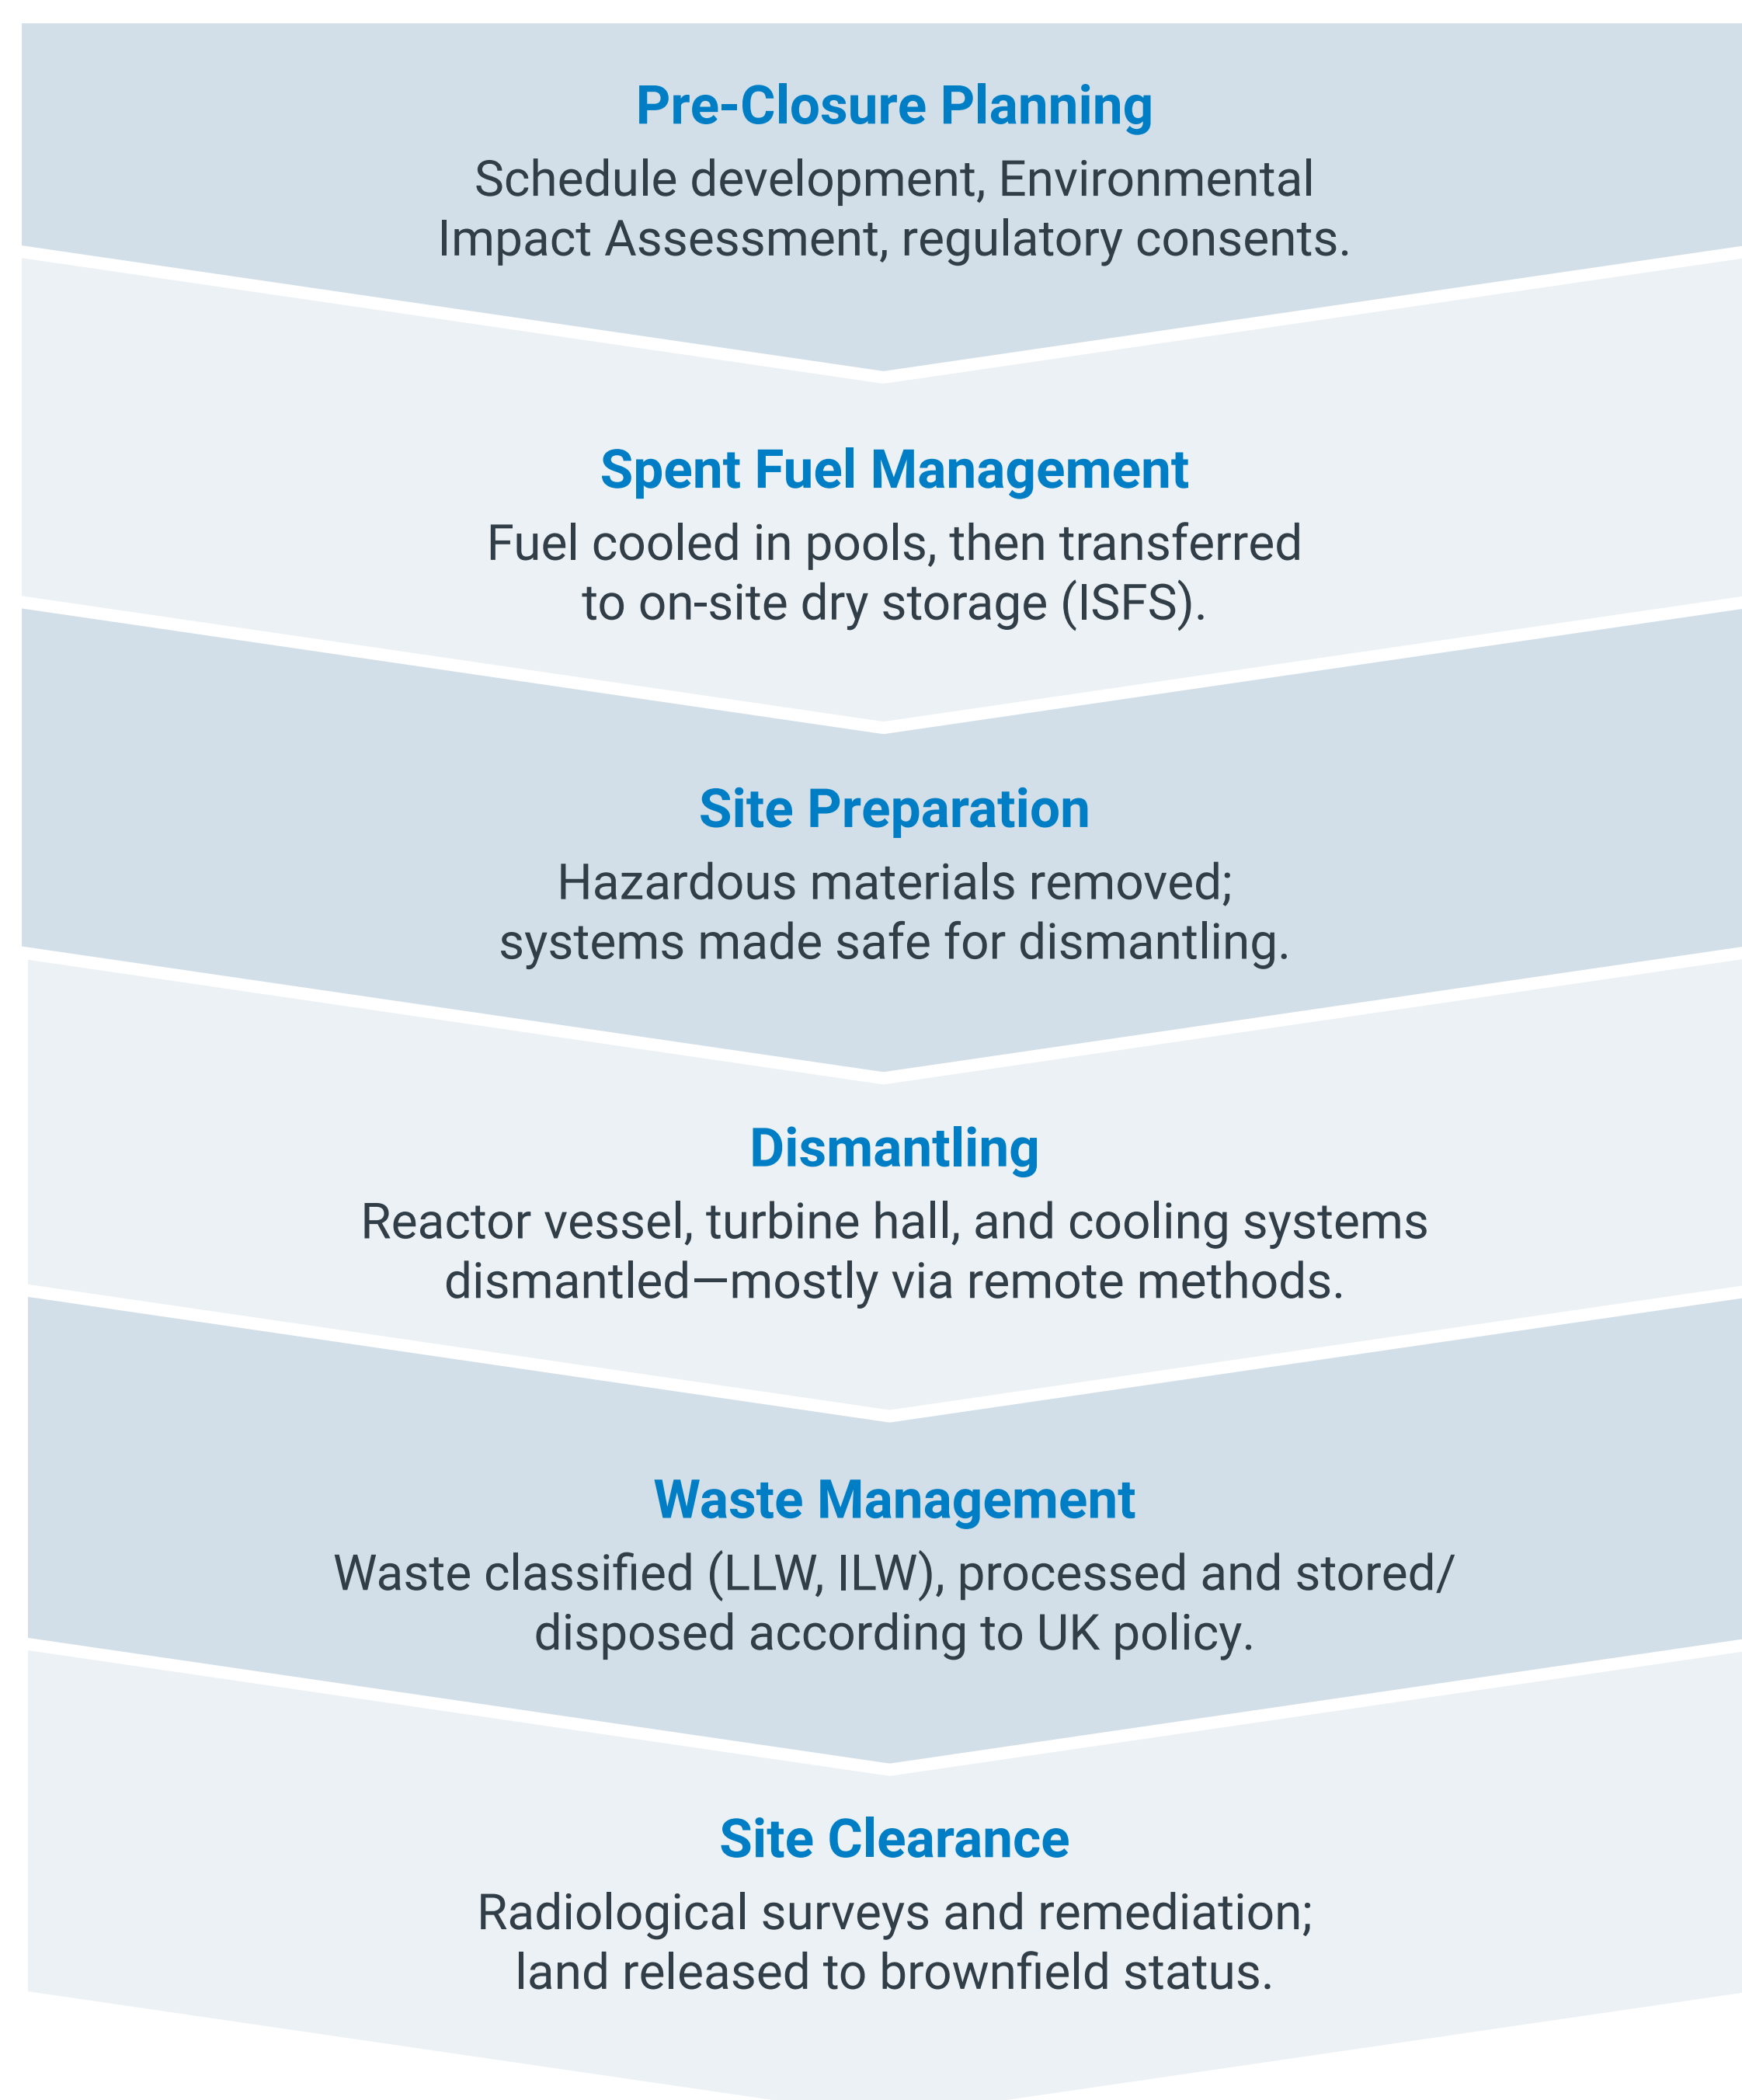 Pre-Closure Planning
Schedule development, Environmental
Impact Assessment, regulatory consents.
Spent Fuel Management
Fuel cooled in pools, then transferred
to on-site dry storage (ISFS).
Site Preparation
Hazardous materials removed;
systems made safe for dismantling.
Dismantling
Reactor vessel, turbine hall, and cooling systems
dismantled—mostly via remote methods.
Waste Management
Waste classified (LLW, ILW), processed and stored/
disposed according to UK policy.
Site Clearance
Radiological surveys and remediation;
land released to brownfield status.